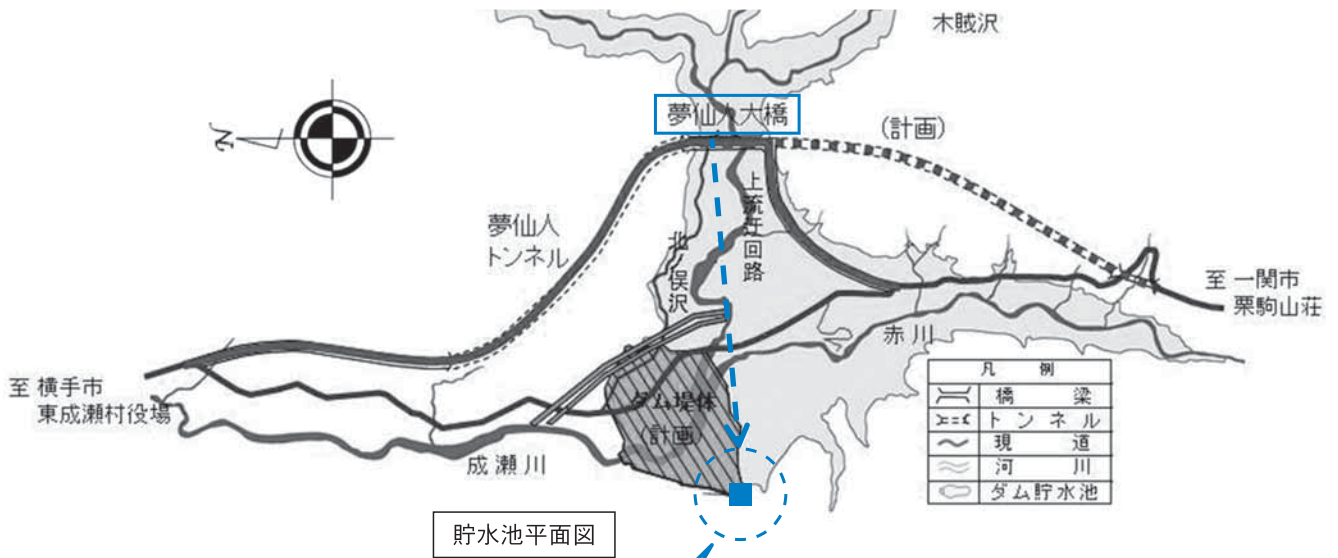 木賊沢
夢仙人大橋
(計画)
N
上流迂回路
夢仙人
トンネル
北ノ俣沢
至 一関市
栗駒山荘
赤川
至 横手市
東成瀬村役場
ダム堤体
(計画)
成瀬川
凡 例
橋 梁
トンネル
現 道
河 川
ダム貯水池
貯水池平面図